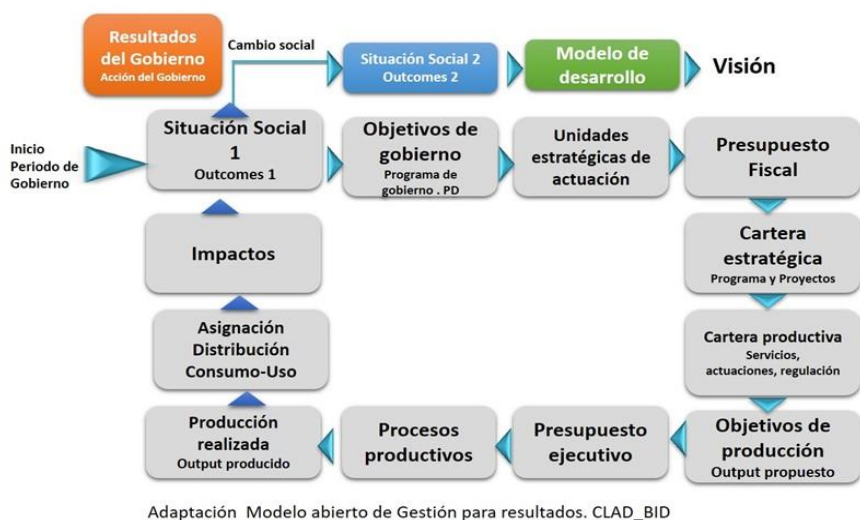 Resultados
del Gobierno
Acción del Gobierno
Cambio social
Situación Social 2
Outcomes 2
Modelo de
desarrollo
Visión
Inicio
Periodo de
Gobierno
Situación Social
1
Outcomes 1
Objetivos de
gobierno
Programa de
gobierno . PD
Unidades
estratégicas de
actuación
Presupuesto
Fiscal
Impactos
Cartera
estratégica
Programa y Proyectos
Asignación
Distribución
Consumo-Uso
Cartera productiva
Servicios,
actuaciones, regulación
Producción
realizada
Output producido
Procesos
productivos
Presupuesto
ejecutivo
Objetivos de
producción
Output propuesto
Adaptación Modelo abierto de Gestión para resultados. CLAD_BID